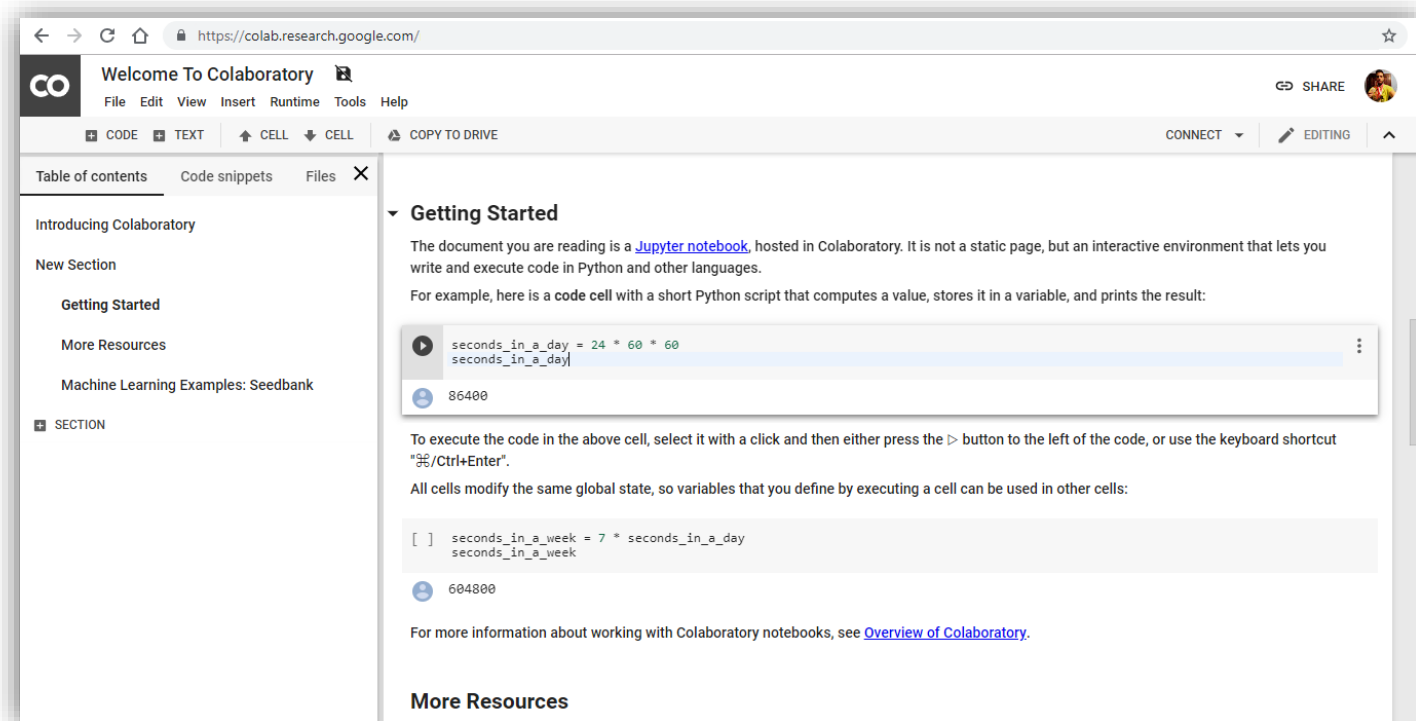 https://colab.research.google.com/
CO
Welcome To Colaboratory
File Edit View Insert Runtime Tools Help
SHARE
CODE TEXT CELL CELL COPY TO DRIVE
CONNECT EDITING
Table of contents Code snippets Files
Introducing Colaboratory
New Section
Getting Started
More Resources
Machine Learning Examples: Seedbank
SECTION
Getting Started
The document you are reading is a Jupyter notebook, hosted in Colaboratory. It is not a static page, but an interactive environment that lets you
write and execute code in Python and other languages.
For example, here is a code cell with a short Python script that computes a value, stores it in a variable, and prints the result:
seconds_in_a_day = 24 * 60 * 60
seconds_in_a_day
86400
To execute the code in the above cell, select it with a click and then either press the ▷ button to the left of the code, or use the keyboard shortcut
"⌘/Ctrl+Enter".
All cells modify the same global state, so variables that you define by executing a cell can be used in other cells:
[ ] seconds_in_a_week = 7 * seconds_in_a_day
seconds_in_a_week
604800
For more information about working with Colaboratory notebooks, see Overview of Colaboratory.
More Resources